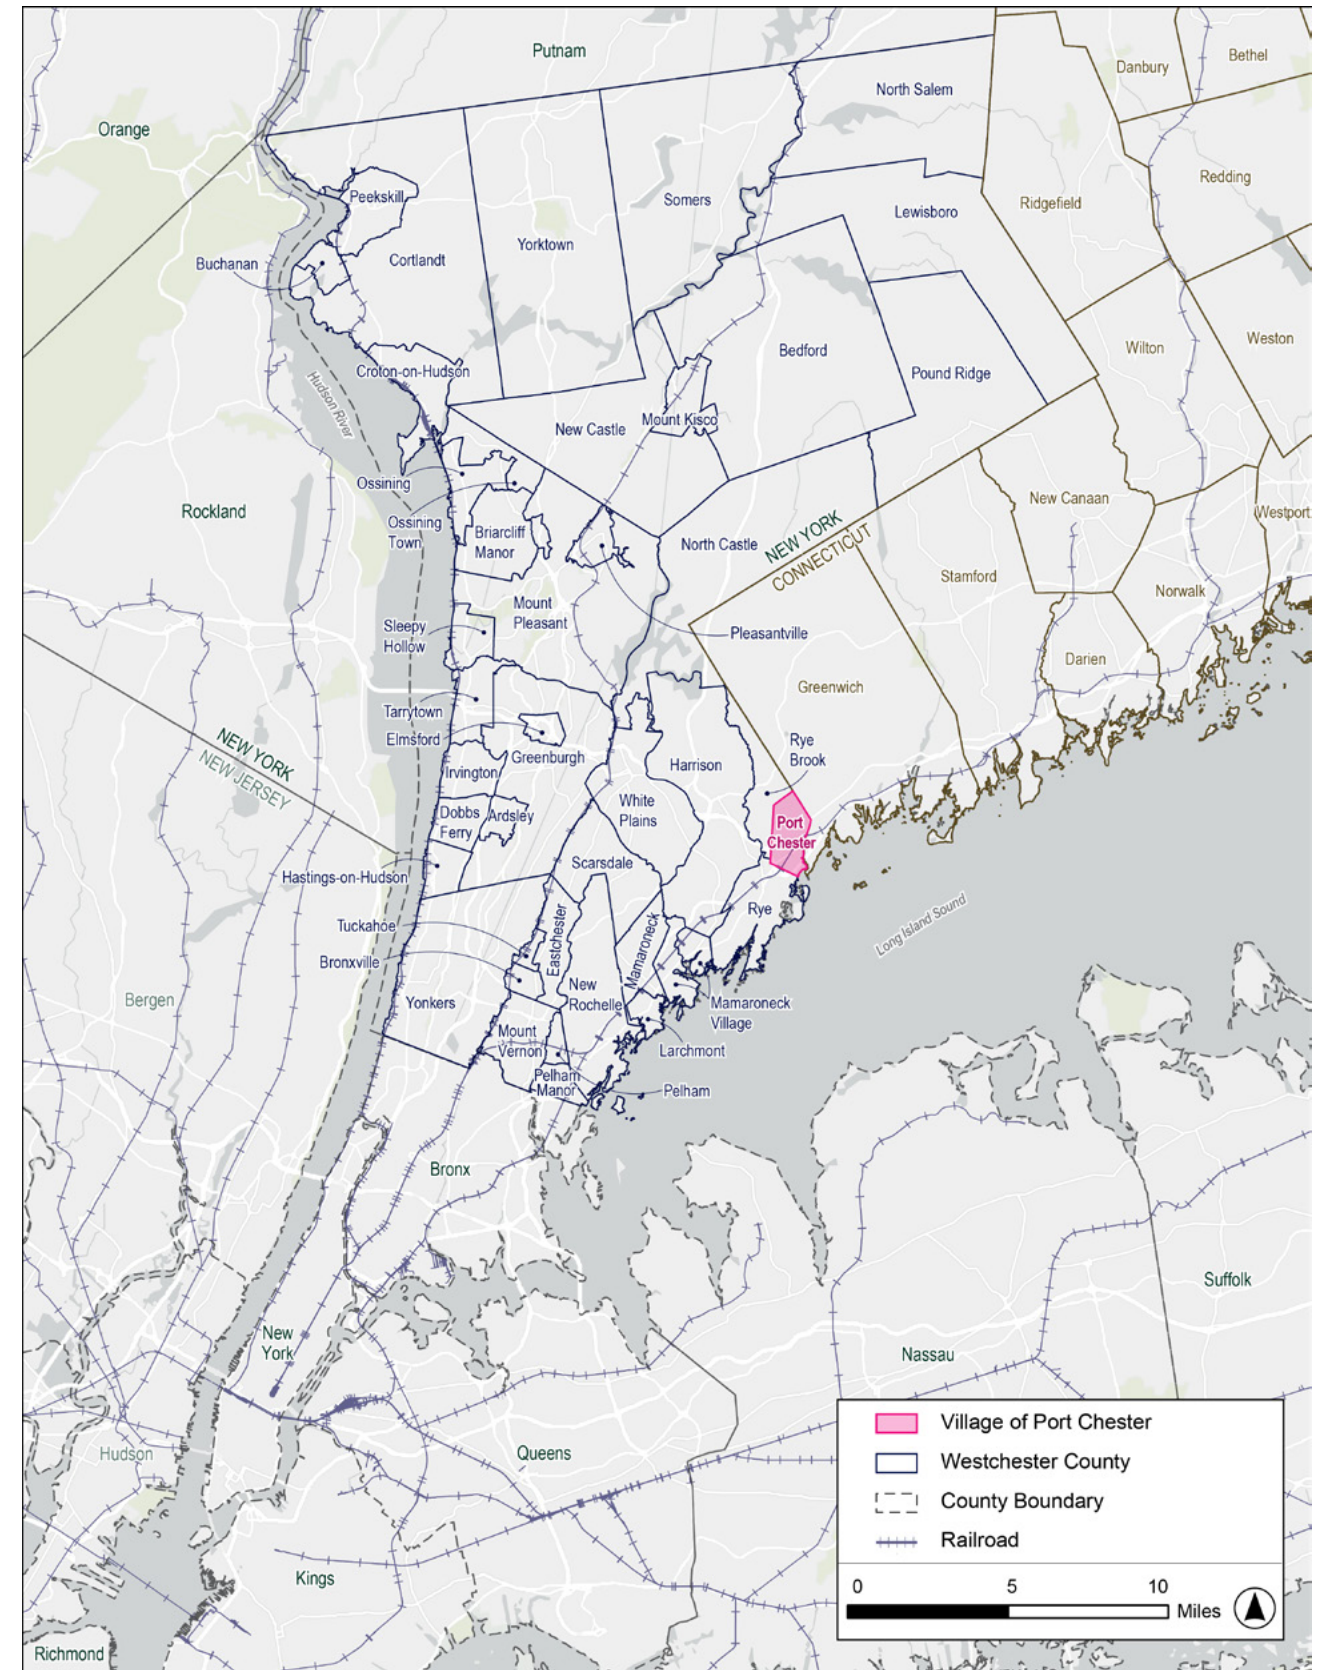 Putnam
Bethel
Danbury
North Salem
Orange
Redding
Peekskill
Somers
Ridgefield
Lewisboro
Yorktown
Buchanan
Cortlandt
Weston
Wilton
Bedford
Croton-on-Hudson
Pound Ridge
Hudson River
Mount Kisco
New Castle
Ossining
New Canaan
Rockland
Westport
Ossining
Town
Briarcliff
Manor
North Castle
NEW YORK
CONNECTICUT
Stamford
Norwalk
Mount
Pleasant
Sleepy
Hollow
Pleasantville
Darien
Greenwich
Tarrytown
Elmsford
NEW YORK
NEW JERSEY
Greenburgh
Rye
Brook
Harrison
Irvington
White
Plains
Dobbs
Ferry
Ardsley
Port
Chester
Scarsdale
Hastings-on-Hudson
Rye
Long Island Sound
Tuckahoe
Eastchester
Mamaroneck
Bronxville
New
Rochelle
Bergen
Yonkers
Mamaroneck
Village
Mount
Vernon
Larchmont
Pelham
Manor
Pelham
Bronx
Suffolk
New
York
Nassau
Hudson
Queens
Kings
Richmond
Village of Port Chester
Westchester County
County Boundary
Railroad
0 5 10
Miles